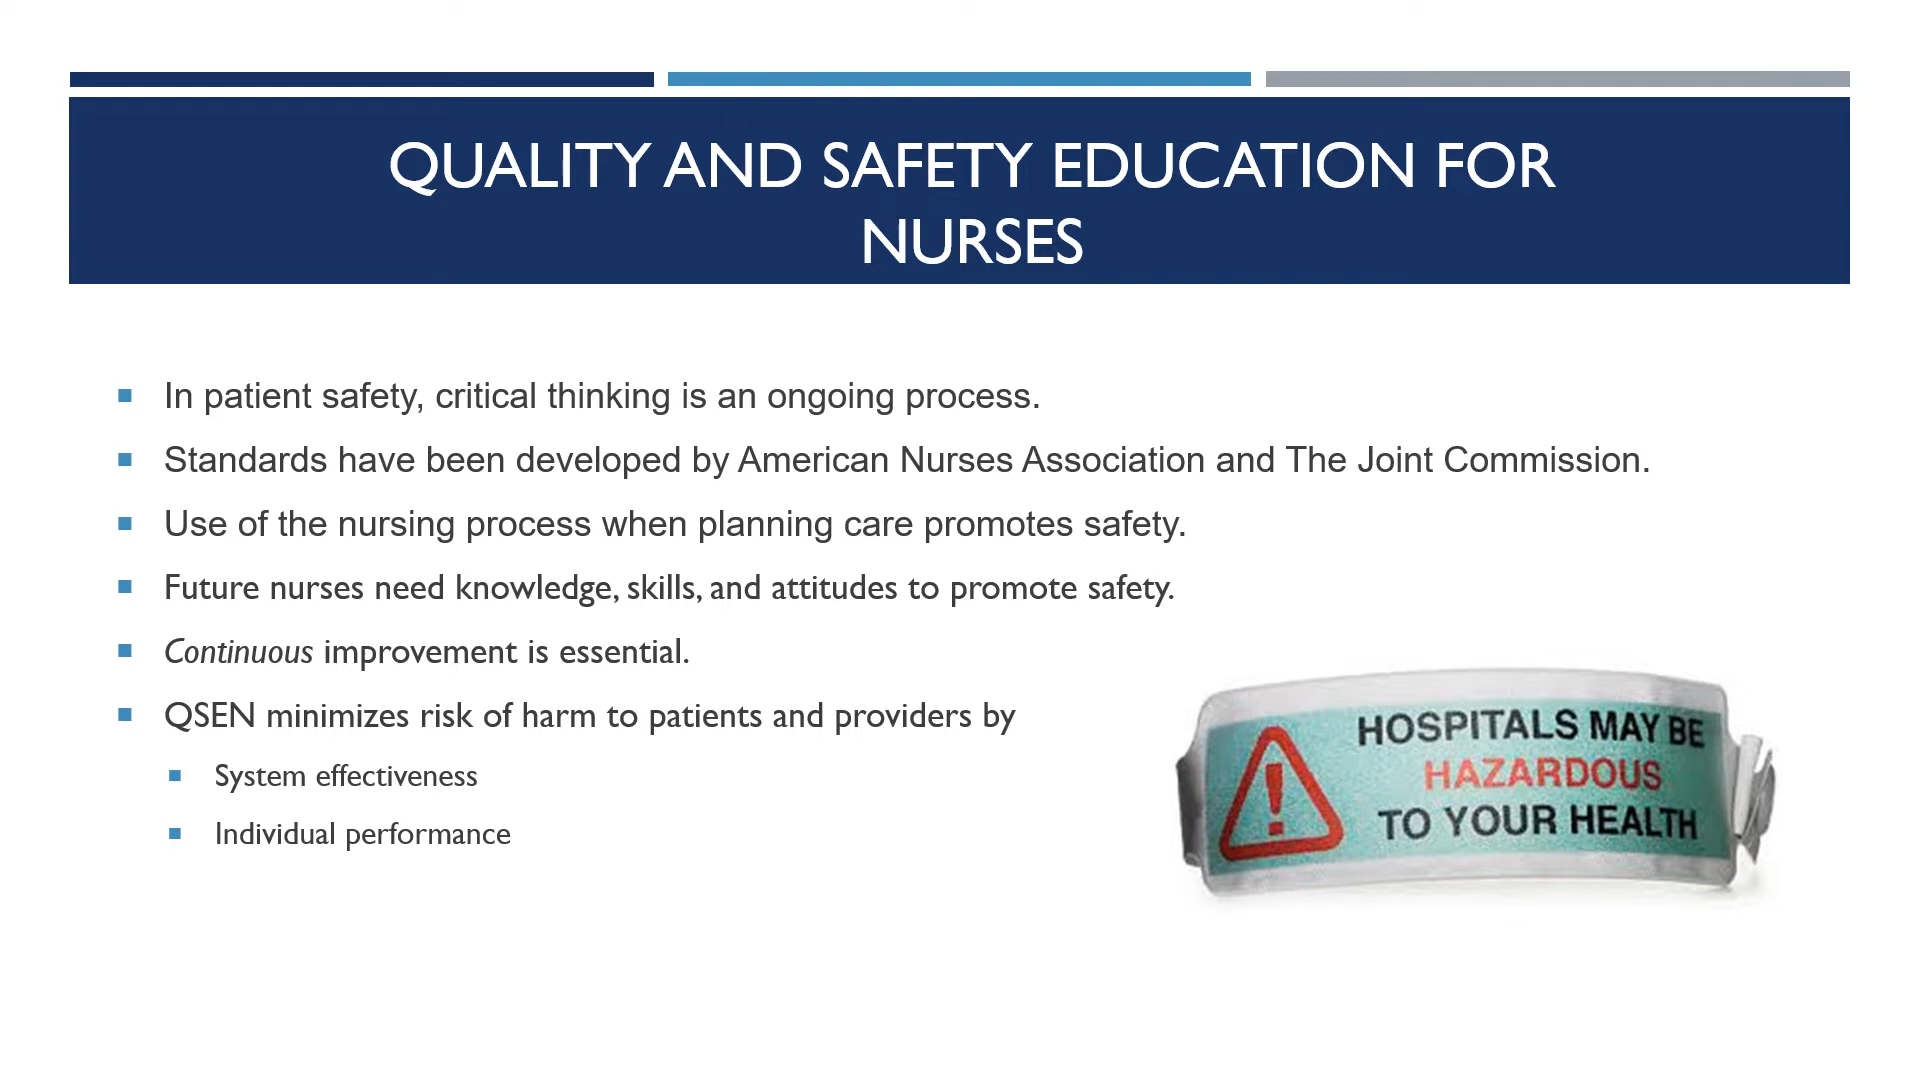 QUALITY AND SAFETY EDUCATION FOR
NURSES
In patient safety, critical thinking is an ongoing process.
Standards have been developed by American Nurses Association and The Joint Commission.
Use of the nursing process when planning care promotes safety.
Future nurses need knowledge, skills, and attitudes to promote safety.
Continuous improvement is essential.
QSEN minimizes risk of harm to patients and providers by
System effectiveness
Individual performance
HOSPITALS MAY BE
HAZARDOUS
TO YOUR HEALTH